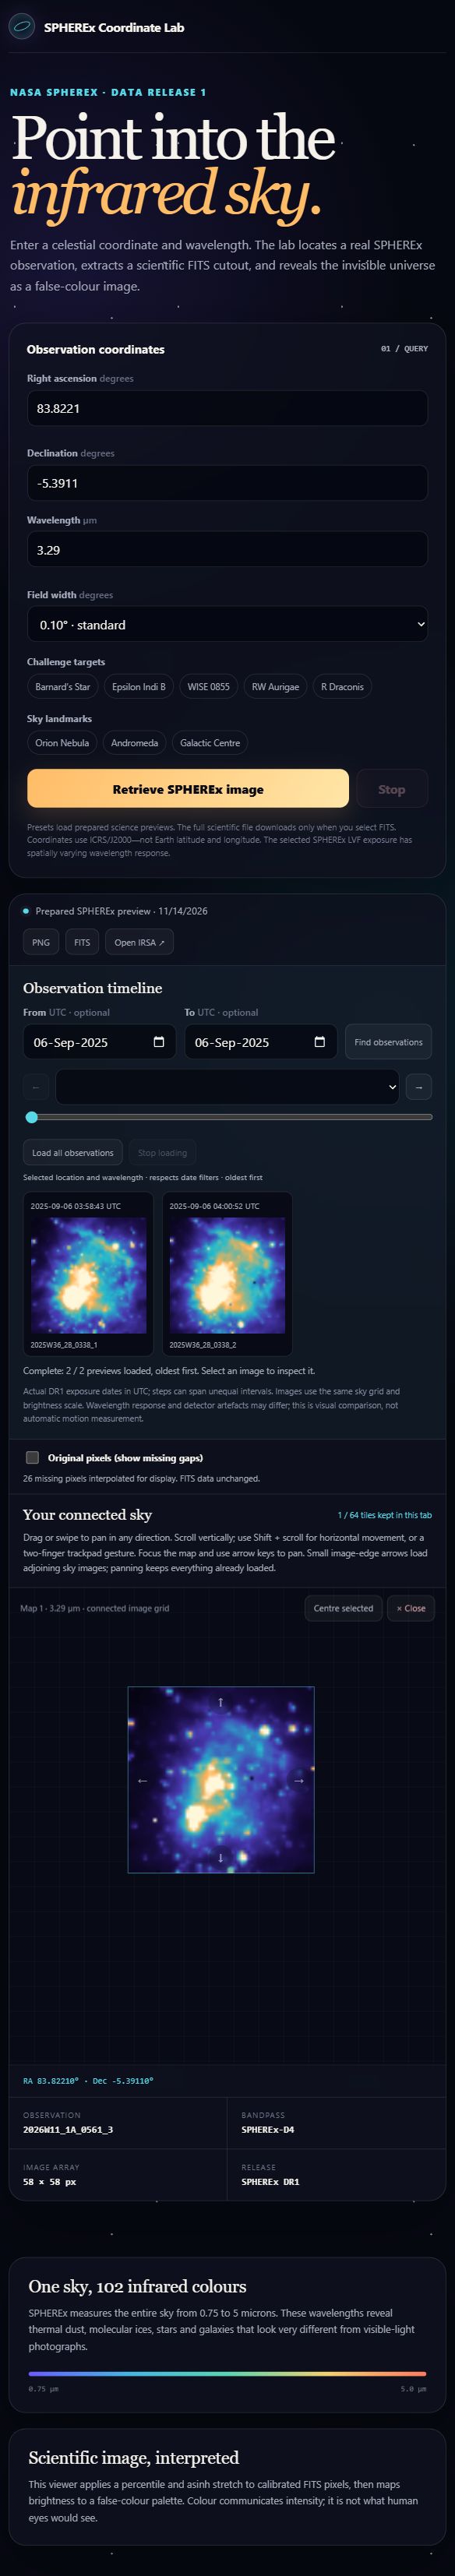 SPHEREx Coordinate Lab
NASA SPHEREX · DATA RELEASE 1
Point into the
infrared sky.
Enter a celestial coordinate and wavelength. The lab locates a real SPHEREx
observation, extracts a scientific FITS cutout, and reveals the invisible universe
as a false-colour image.
Observation coordinates
01 / QUERY
Right ascension degrees
83.8221
Declination degrees
-5.3911
Wavelength μm
3.29
Field width degrees
0.10° · standard
Challenge targets
Barnard's Star
Epsilon Indi B
WISE 0855
RW Aurigae
R Draconis
Sky landmarks
Orion Nebula
Andromeda
Galactic Centre
Retrieve SPHEREx image
Stop
Presets load prepared science previews. The full scientific file downloads only when you select FITS.
Coordinates use ICRS/J2000—not Earth latitude and longitude. The selected SPHEREx LVF exposure has
spatially varying wavelength response.
Prepared SPHEREx preview · 11/14/2026
PNG
FITS
Open IRSA ↗
Observation timeline
From UTC · optional
To UTC · optional
06-Sep-2025
06-Sep-2025
Find observations
←
→
Load all observations
Stop loading
Selected location and wavelength · respects date filters · oldest first
2025-09-06 03:58:43 UTC
2025-09-06 04:00:52 UTC
2025W36_2B_0338_1
2025W36_2B_0338_2
Complete: 2 / 2 previews loaded, oldest first. Select an image to inspect it.
Actual DR1 exposure dates in UTC; steps can span unequal intervals. Images use the same sky grid and
brightness scale. Wavelength response and detector artefacts may differ; this is visual comparison, not
automatic motion measurement.
Original pixels (show missing gaps)
26 missing pixels interpolated for display. FITS data unchanged.
Your connected sky
1 / 64 tiles kept in this tab
Drag or swipe to pan in any direction. Scroll vertically; use Shift + scroll for horizontal movement, or a
two-finger trackpad gesture. Focus the map and use arrow keys to pan. Small image-edge arrows load
adjoining sky images; panning keeps everything already loaded.
Map 1 · 3.29 μm · connected image grid
Centre selected
× Close
↑
←
→
↓
RA 83.82210° · Dec -5.39110°
OBSERVATION
2026W11_1A_0561_3
BANDPASS
SPHEREx-D4
IMAGE ARRAY
58 × 58 px
RELEASE
SPHEREx DR1
One sky, 102 infrared colours
SPHEREx measures the entire sky from 0.75 to 5 microns. These wavelengths reveal
thermal dust, molecular ices, stars and galaxies that look very different from visible-light
photographs.
0.75 μm
5.0 μm
Scientific image, interpreted
This viewer applies a percentile and asinh stretch to calibrated FITS pixels, then maps
brightness to a false-colour palette. Colour communicates intensity; it is not what human
eyes would see.